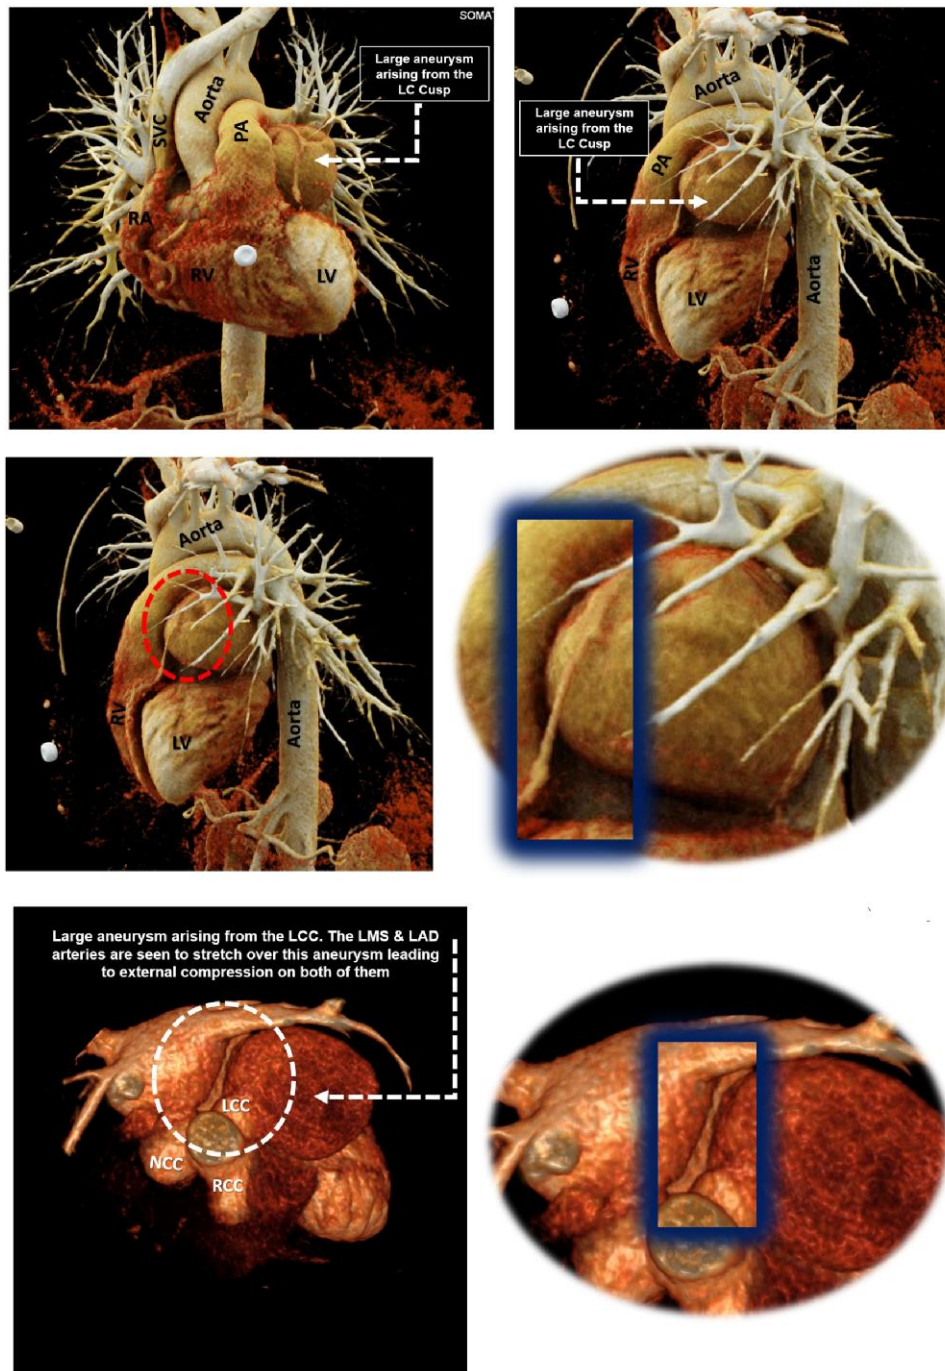 SOMAT
Large aneurysm
arising from the
LC Cusp
SVC
Aorta
PA
RA
RV
LV
Large aneurysm
arising from the
LC Cusp
Aorta
PA
RV
LV
Aorta
Aorta
RV
LV
Aorta
Large aneurysm arising from the LCC. The LMS & LAD
arteries are seen to stretch over this aneurysm leading
to external compression on both of them
LCC
NCC
RCC